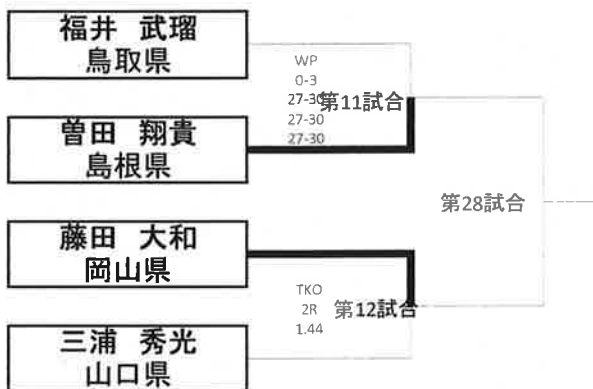 福井 武瑠
鳥取県
WP
0-3
27-30
第11試合
27-30
27-30
曽田 翔貴
島根県
第28試合
藤田 大和
岡山県
TKO
2R
第12試合
1.44
三浦 秀光
山口県